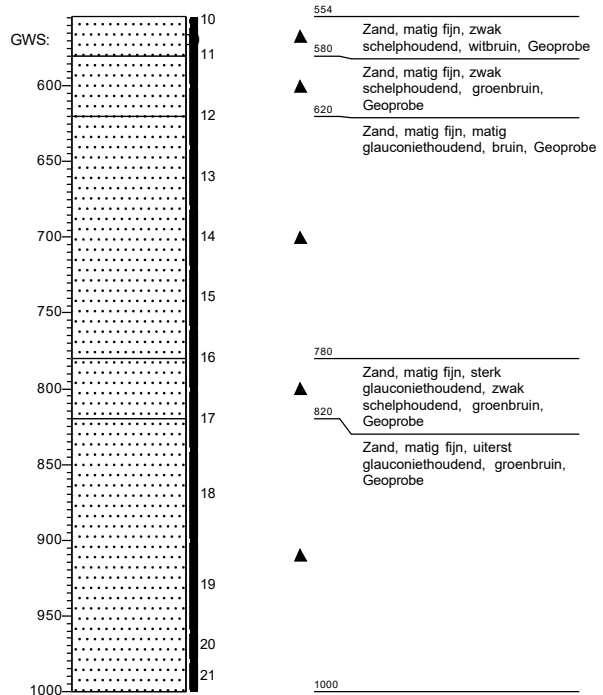 10
554
GWS:
Zand, matig fijn, zwak
schelphoudend, witbruin, Geoprobe
11
580
Zand, matig fijn, zwak
schelphoudend, groenbruin,
Geoprobe
600
12
620
Zand, matig fijn, matig
glauconiethoudend, bruin, Geoprobe
650
13
700
14
15
750
16
780
Zand, matig fijn, sterk
glauconiethoudend, zwak
schelphoudend, groenbruin,
Geoprobe
800
17
820
Zand, matig fijn, uiterst
glauconiethoudend, groenbruin,
Geoprobe
850
18
900
19
950
20
21
1000
1000